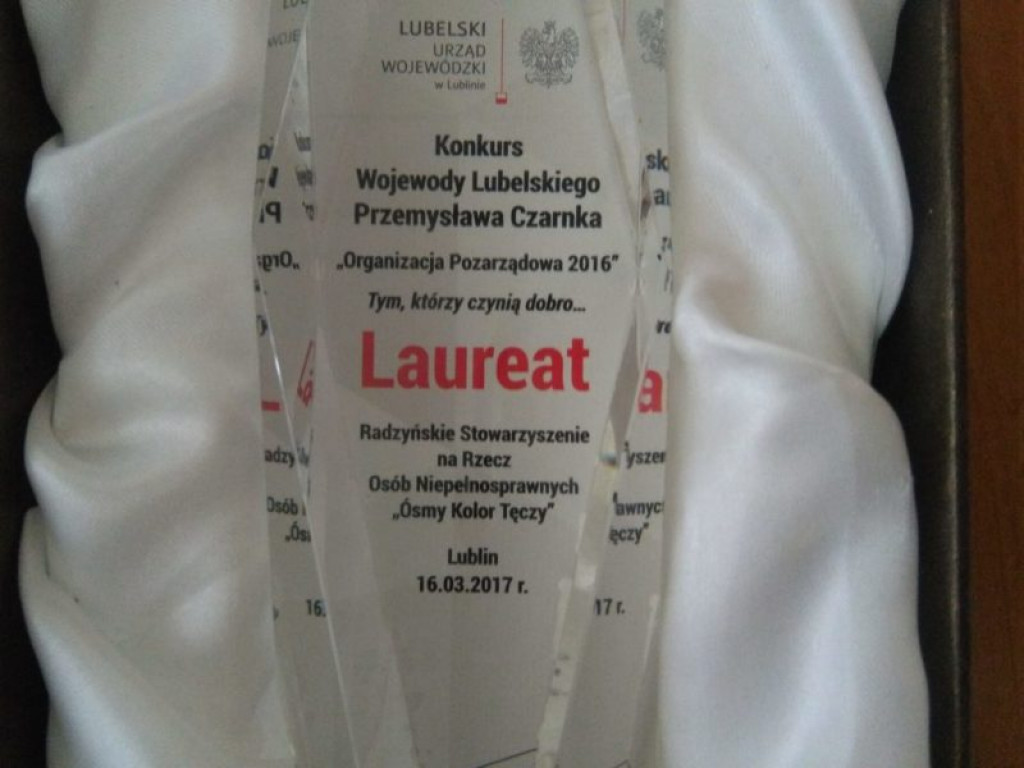 LUBELSKI
URZĄD
WOJEWÓDZKI
w Lublinie
Konkurs
Wojewody Lubelskiego
Przemysława Czarnka
„Organizacja Pozarządowa 2016”
Tym, którzy czynią dobro...
Laureat
Radzyńskie Stowarzyszenie
na Rzecz
Osób Niepełnosprawnych
„Ósmy Kolor Tęczy”
Lublin
16.03.2017 r.